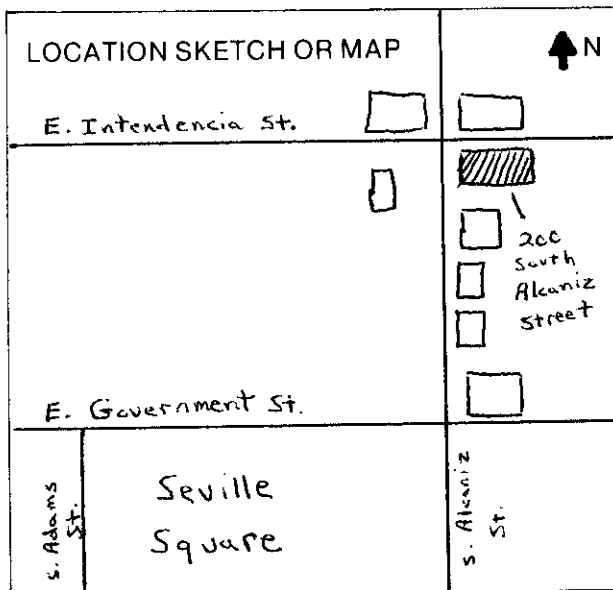 LOCATION SKETCH OR MAP
N
E. Intendencia St.
200
South
Alcaniz
Street
E. Government St.
S. Adams
St.
Seville
Square
S. Alcaniz
St.